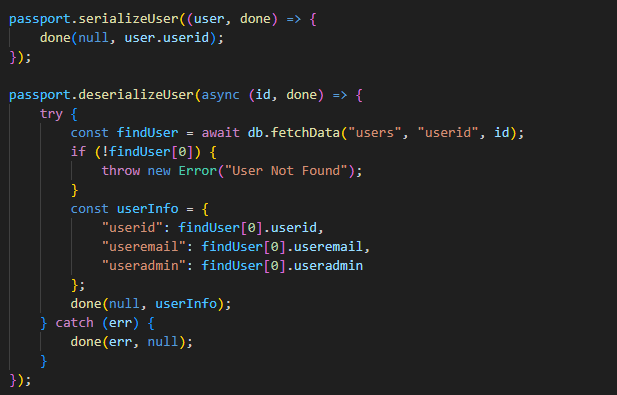 passport.serializeUser((user, done) => {
    done(null, user.userid);
});

passport.deserializeUser(async (id, done) => {
    try {
        const findUser = await db.fetchData("users", "userid", id);
        if (!findUser[0]) {
            throw new Error("User Not Found");
        }
        const userInfo = {
            "userid": findUser[0].userid,
            "useremail": findUser[0].useremail,
            "useradmin": findUser[0].useradmin
        };
        done(null, userInfo);
    } catch (err) {
        done(err, null);
    }
});